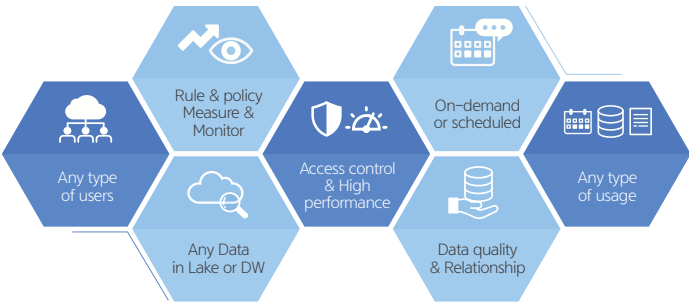 Rule & policy
Measure &
Monitor
On-demand
or scheduled
Any type
of users
Access control
& High
performance
Any type
of usage
Any Data
in Lake or DW
Data quality
& Relationship